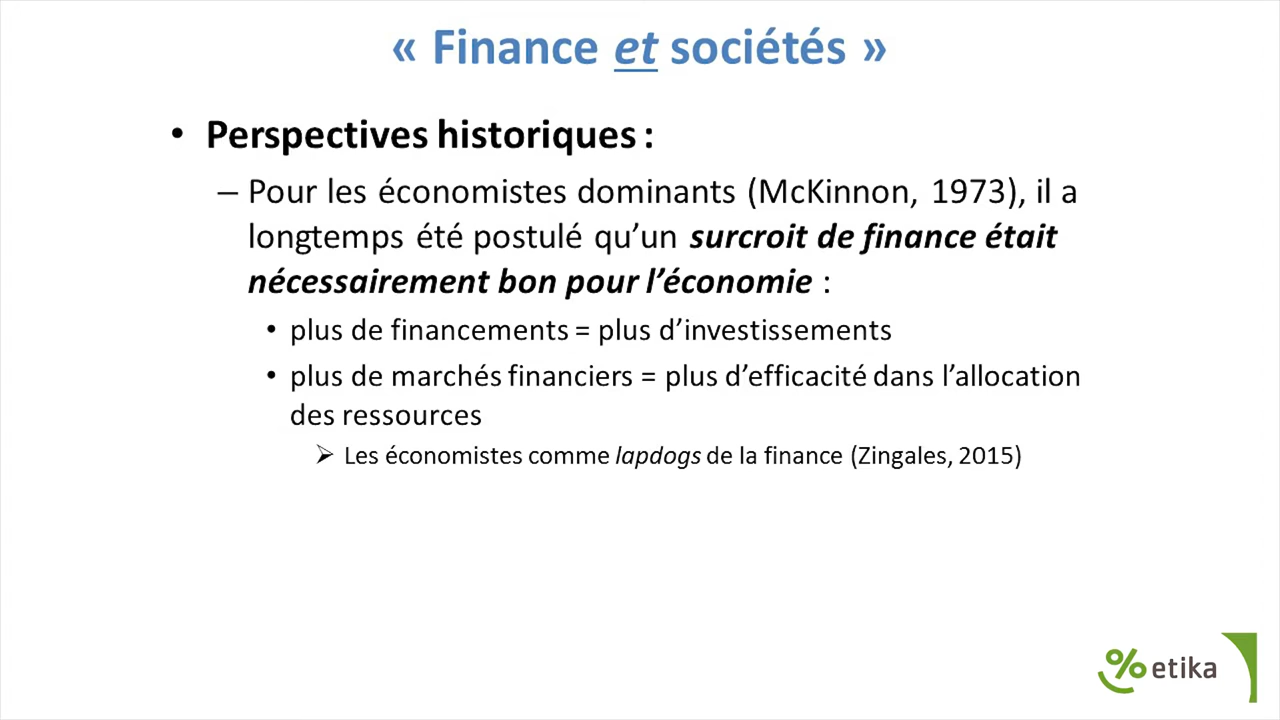 « Finance et sociétés »
• Perspectives historiques :
– Pour les économistes dominants (McKinnon, 1973), il a
longtemps été postulé qu’un surcroit de finance était
nécessairement bon pour l’économie :
• plus de financements = plus d’investissements
• plus de marchés financiers = plus d’efficacité dans l’allocation
des ressources
➢ Les économistes comme lapdogs de la finance (Zingales, 2015)
% etika